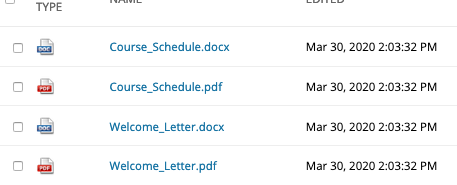 TYPE NAME EDITED
DOC Course_Schedule.docx Mar 30, 2020 2:03:32 PM
PDF Course_Schedule.pdf Mar 30, 2020 2:03:32 PM
DOC Welcome_Letter.docx Mar 30, 2020 2:03:32 PM
PDF Welcome_Letter.pdf Mar 30, 2020 2:03:32 PM